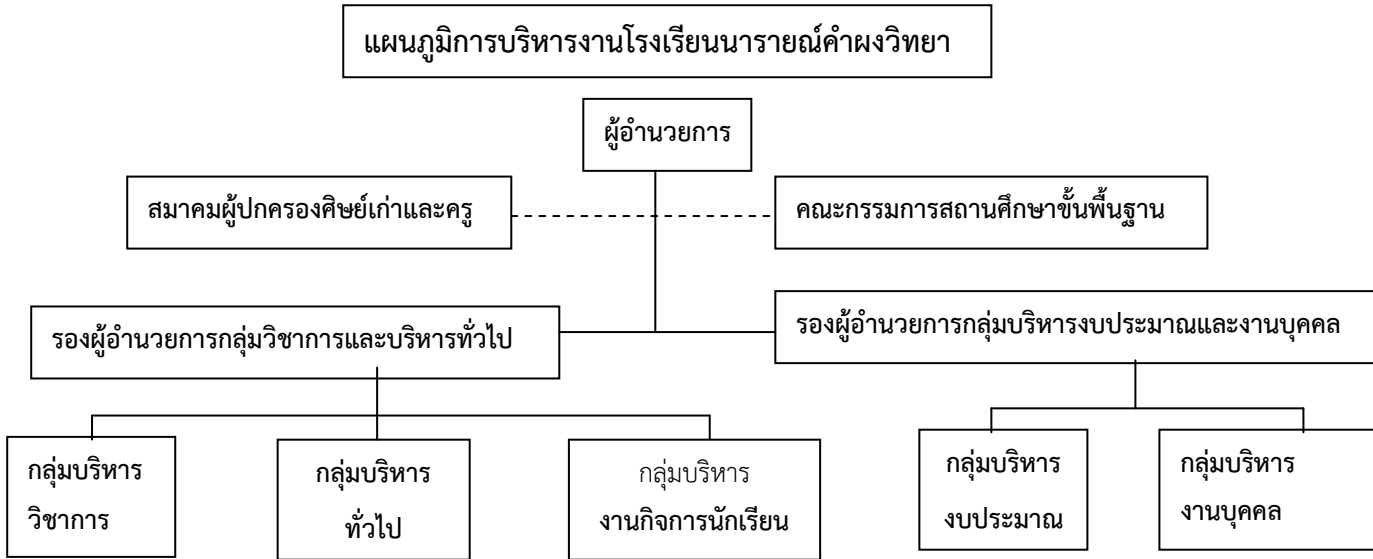 แผนภูมิการบริหารงานโรงเรียนนารายณ์คำผงวิทยา
ผู้อำนวยการ
สมาคมผู้ปกครองศิษย์เก่าและครู
คณะกรรมการสถานศึกษาขั้นพื้นฐาน
รองผู้อำนวยการกลุ่มวิชาการและบริหารทั่วไป
รองผู้อำนวยการกลุ่มบริหารงบประมาณและงานบุคคล
กลุ่มบริหาร
วิชาการ
กลุ่มบริหาร
ทั่วไป
กลุ่มบริหาร
งานกิจการนักเรียน
กลุ่มบริหาร
งบประมาณ
กลุ่มบริหาร
งานบุคคล